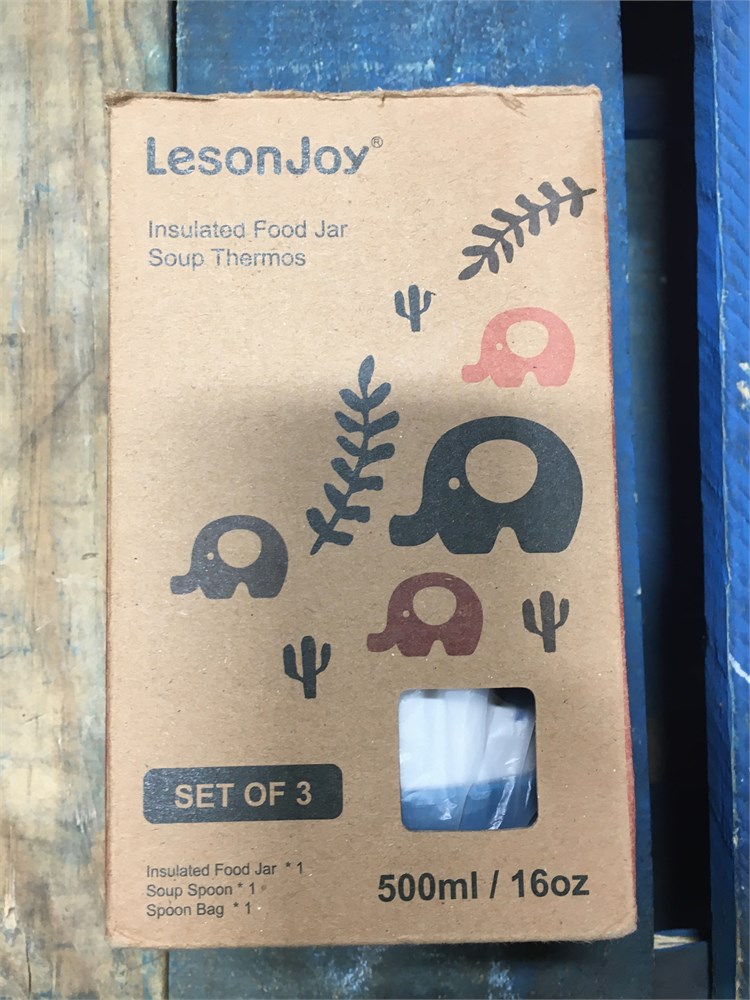 LesonJoy®
Insulated Food Jar
Soup Thermos
SET OF 3
Insulated Food Jar * 1
Soup Spoon * 1
Spoon Bag * 1
500ml / 16oz